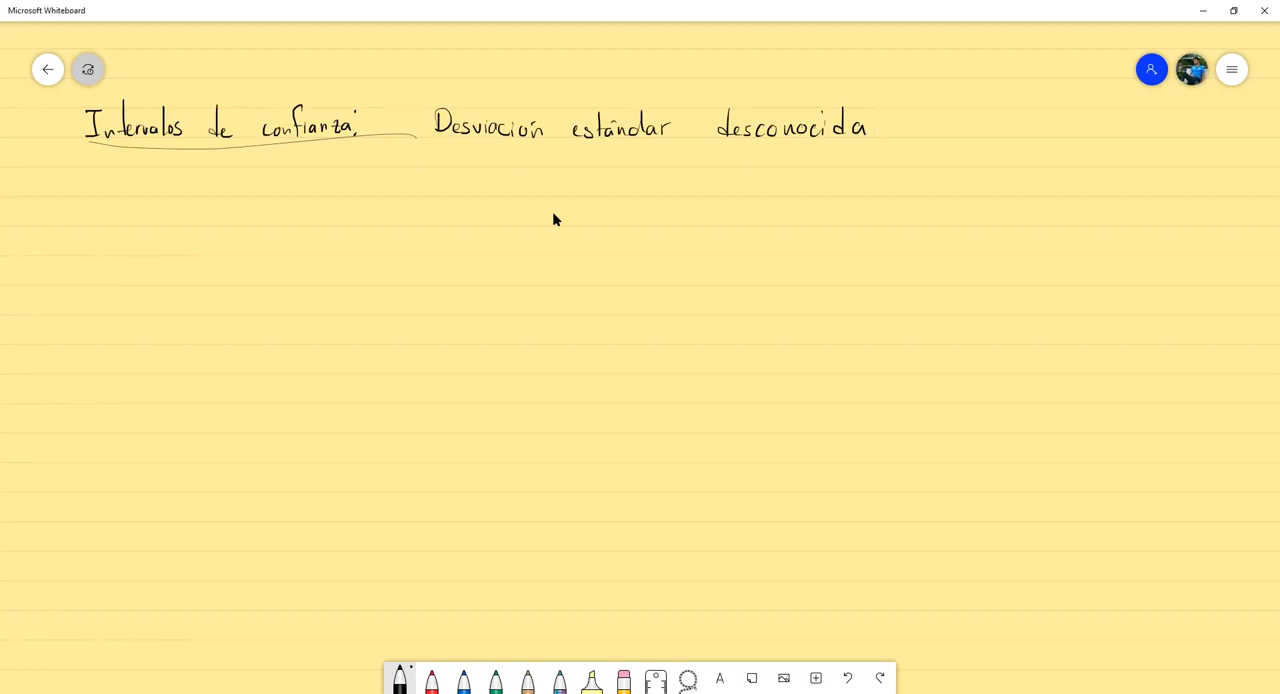 Microsoft Whiteboard
Intervalos de confianza: Desviación estándar desconocida.